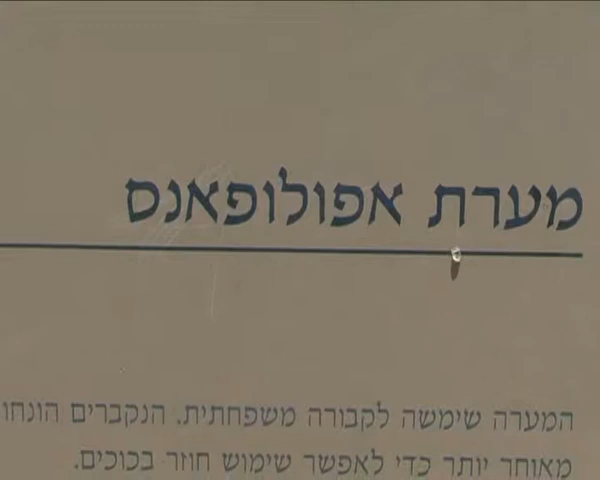 מערת אפולופאנס
המערה שימשה לקבורה משפחתית. הנקברים הונחו
מאוחר יותר כדי לאפשר שימוש חוזר בכוכים.